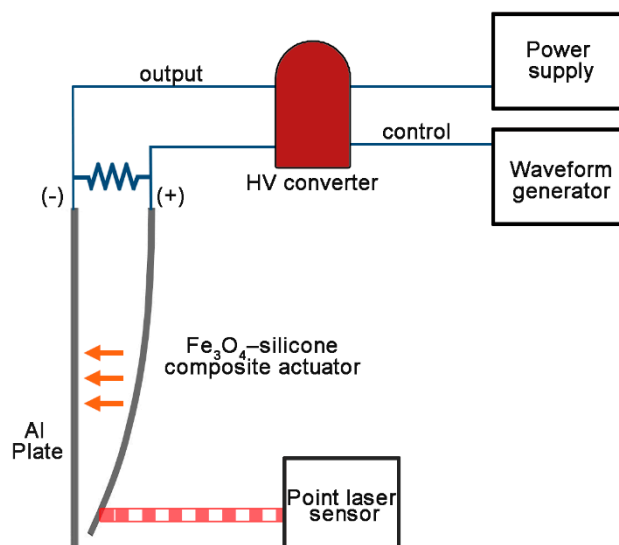 Power
supply
output
control
HV converter
Waveform
generator
(-)
(+)
Fe₃O₄–silicone
composite actuator
Al
Plate
Point laser
sensor